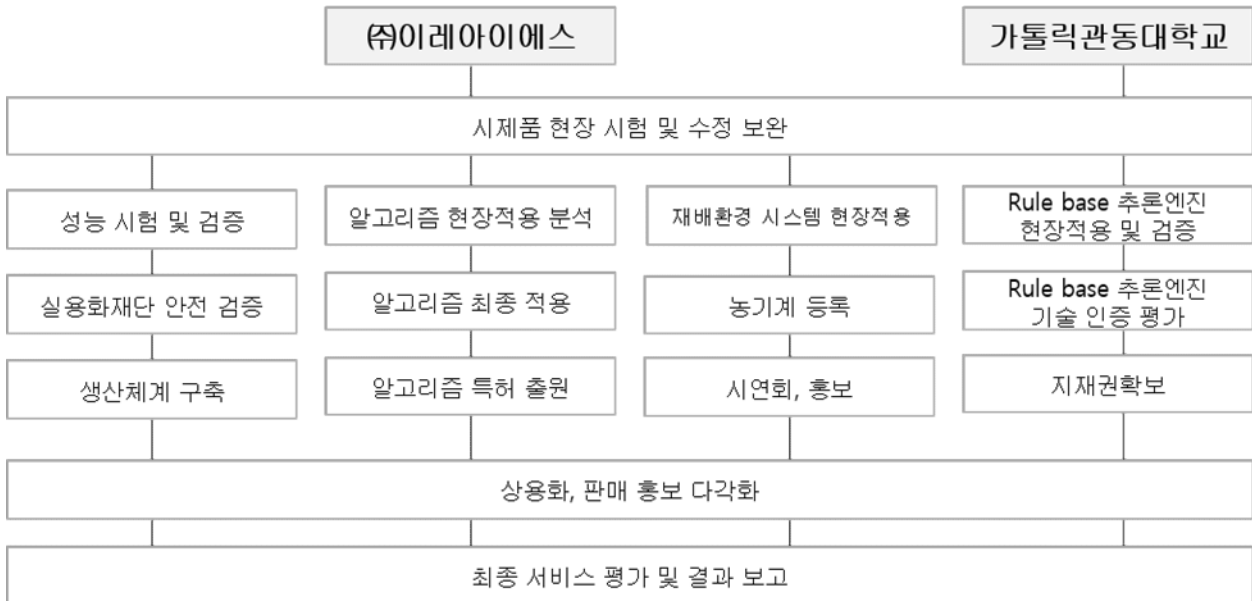 ㈜이레아이에스
가톨릭관동대학교
시제품 현장 시험 및 수정 보완
성능 시험 및 검증
알고리즘 현장적용 분석
재배환경 시스템 현장적용
Rule base 추론엔진
현장적용 및 검증
실용화재단 안전 검증
알고리즘 최종 적용
농기계 등록
Rule base 추론엔진
기술 인증 평가
생산체계 구축
알고리즘 특허 출원
시연회, 홍보
지재권확보
상용화, 판매 홍보 다각화
최종 서비스 평가 및 결과 보고